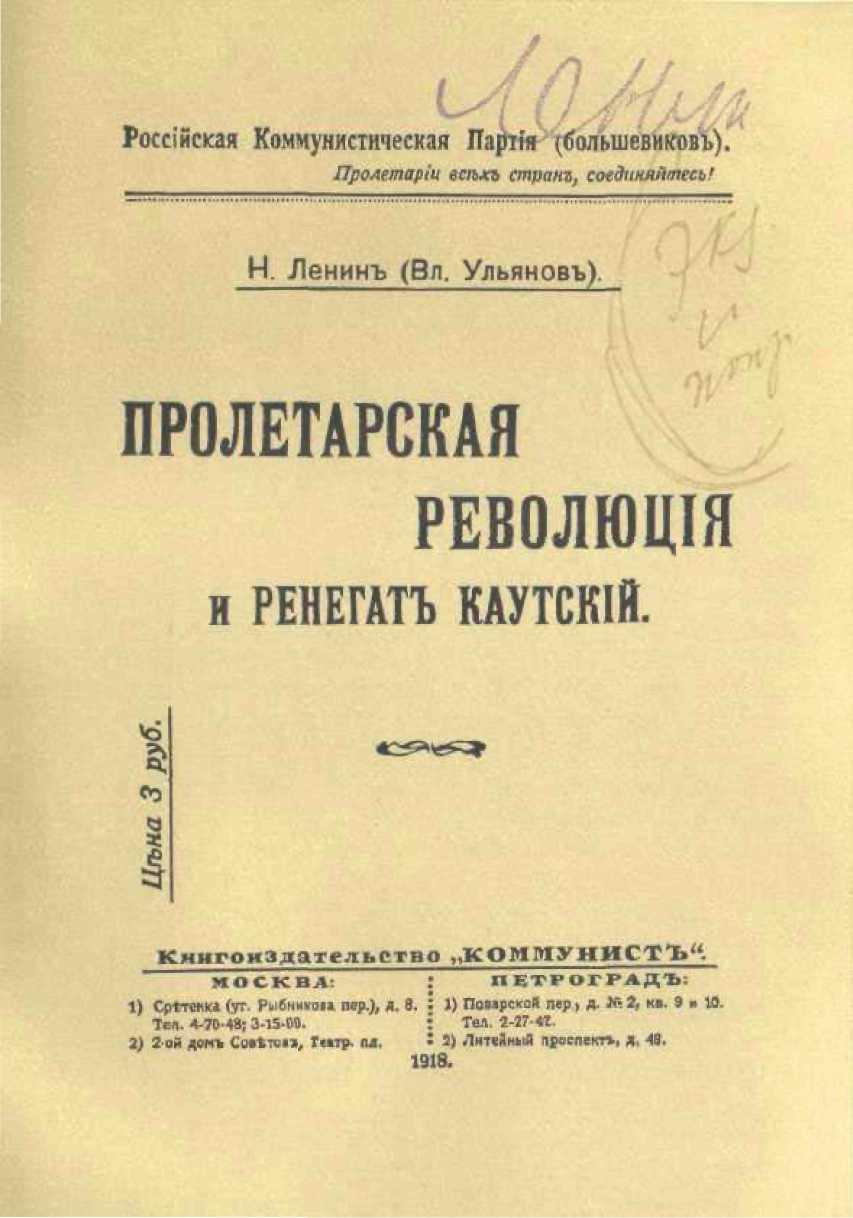 Россійская Коммунистическая Партія (большевиковъ).
Пролетаріи всѣхъ странъ, соединяйтесь!
Н. Ленинъ (Вл. Ульяновъ).
ПРОЛЕТАРСКАЯ
РЕВОЛЮЦІЯ
и РЕНЕГАТЪ КАУТСКІЙ.
Цѣна 3 руб.
Книгоиздательство „КОММУНИСТЪ“.
МОСКВА:
1) Срѣтенка (уг. Рыбникова пер.), д. 8.
Тел. 4-70-48; 3-15-00.
2) 2-ой домъ Совѣтовъ, Театр. пл.
ПЕТРОГРАДЪ:
1) Поварской пер., д. № 2, кв. 9 и 10.
Тел. 2-27-42.
2) Литейный проспектъ, д. 48.
1918.